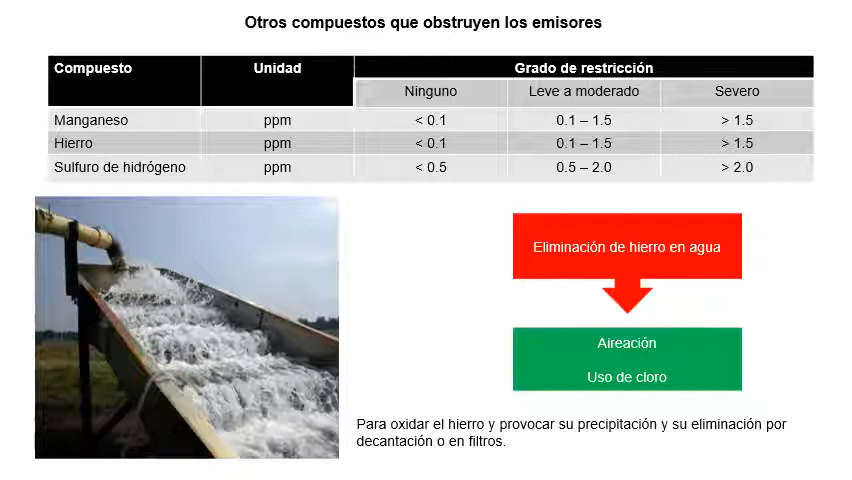 Otros compuestos que obstruyen los emisores
Compuesto Unidad Grado de restricción
Ninguno Leve a moderado Severo
Manganeso ppm < 0.1 0.1 – 1.5 > 1.5
Hierro ppm < 0.1 0.1 – 1.5 > 1.5
Sulfuro de hidrógeno ppm < 0.5 0.5 – 2.0 > 2.0
Eliminación de hierro en agua
Aireación
Uso de cloro
Para oxidar el hierro y provocar su precipitación y su eliminación por
decantación o en filtros.